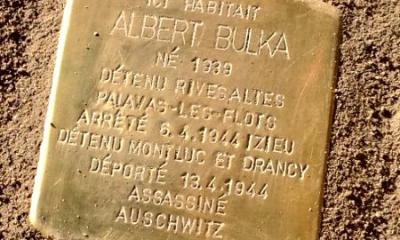 ICI HABITAIT
ALBERT BULKA
NÉ 1939
DÉTENU RIVESALTES
PALAVAS-LES-FLOTS
ARRÊTÉ 6.4.1944 IZIEU
DÉTENU MONTLUC ET DRANCY
DÉPORTÉ 13.4.1944
ASSASSINÉ
AUSCHWITZ